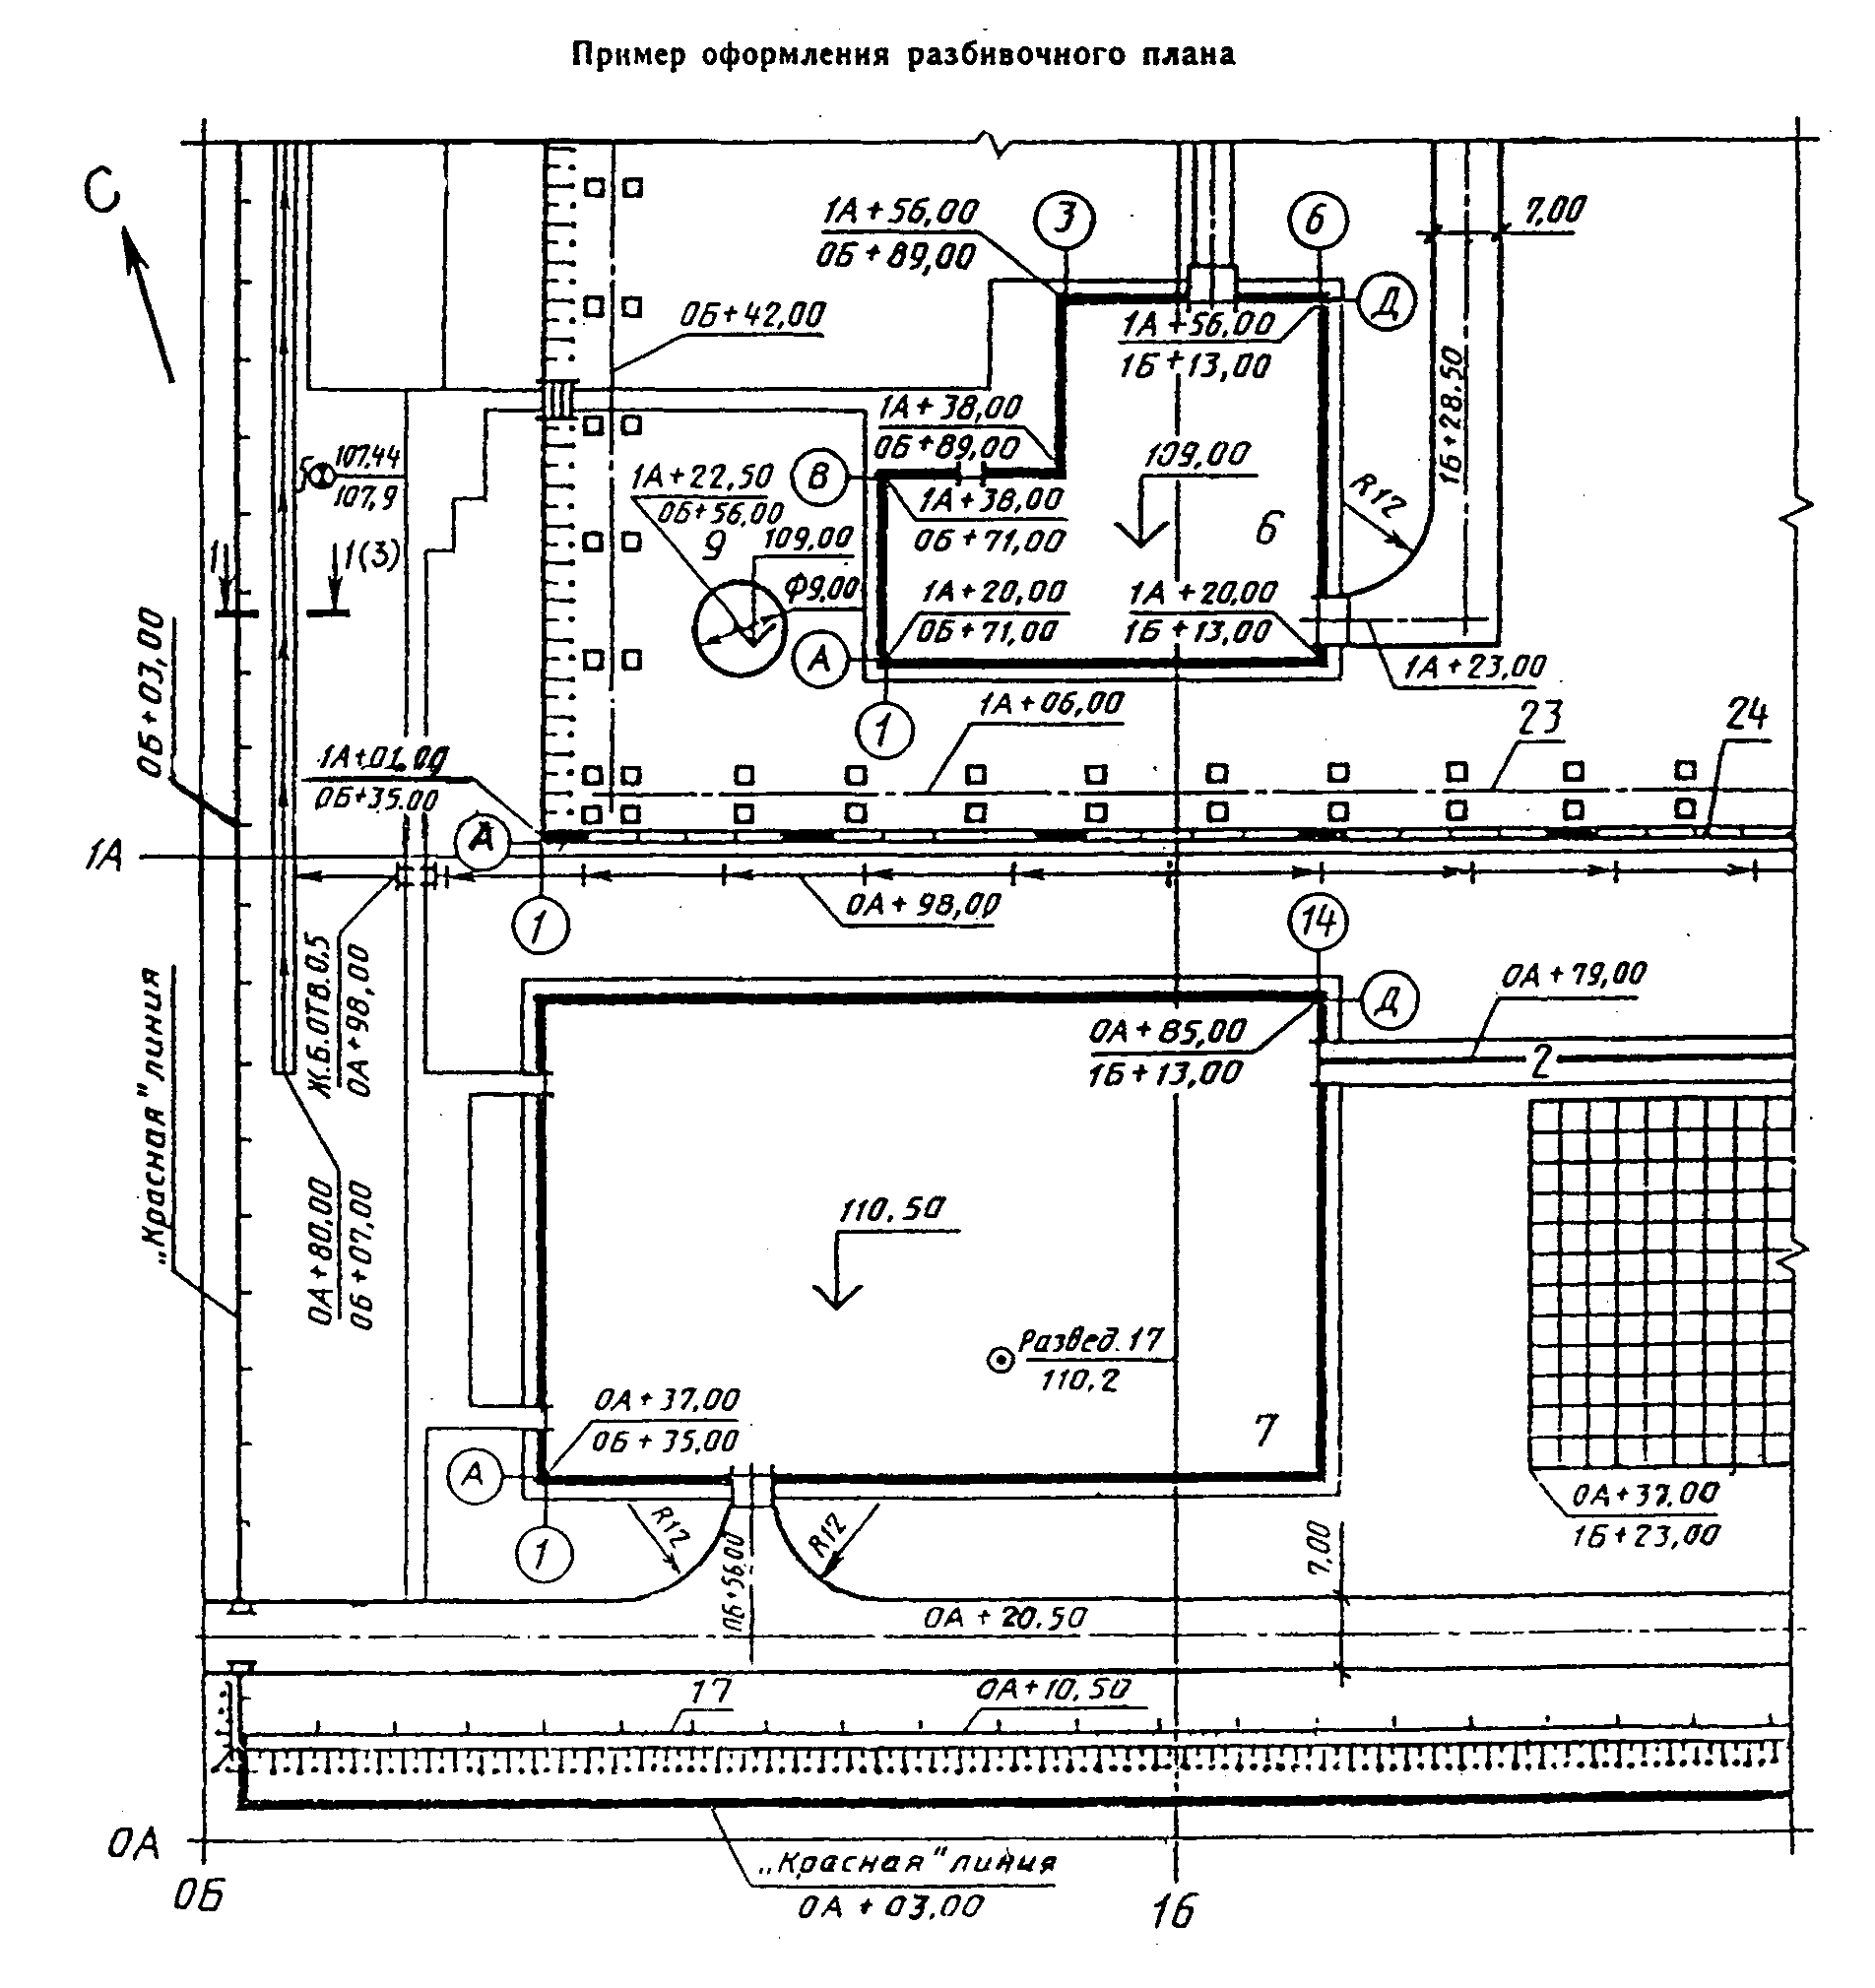 Пример оформления разбивочного плана
С
1А+56,00
0Б+89,00
3
6
7,00
Д
0Б+42,00
1А+56,00
1Б+13,00
1Б+28.50
1А+38,00
0Б+89,00
107.44
107,9
В
1А+22,50
0Б+56,00
109,00
R12
1А+38,00
0Б+71,00
6
9
109,00
1
1(3)
Ф9,00
1А+20,00
0Б+71,00
1А+20,00
1Б+13,00
А
1А+23,00
0Б+03,00
1
1А+06,00
23
24
1А+01.00
0Б+35.00
А
1А
0А+98,00
1
14
Ж.Б.ОТВ.0,5
0А+98,00
„Красная" линия
0А+79,00
Д
0А+85,00
1Б+13,00
2
0А+80,00
0Б+07,00
110.50
Развед.17
110,2
0А+37,00
0Б+35,00
7
А
0А+37.00
1Б+23,00
1
R12
0Б+56,00
R12
7,00
0А+20.50
17
0А+10,50
0А
„Красная" линия
0А+03,00
0Б
1Б